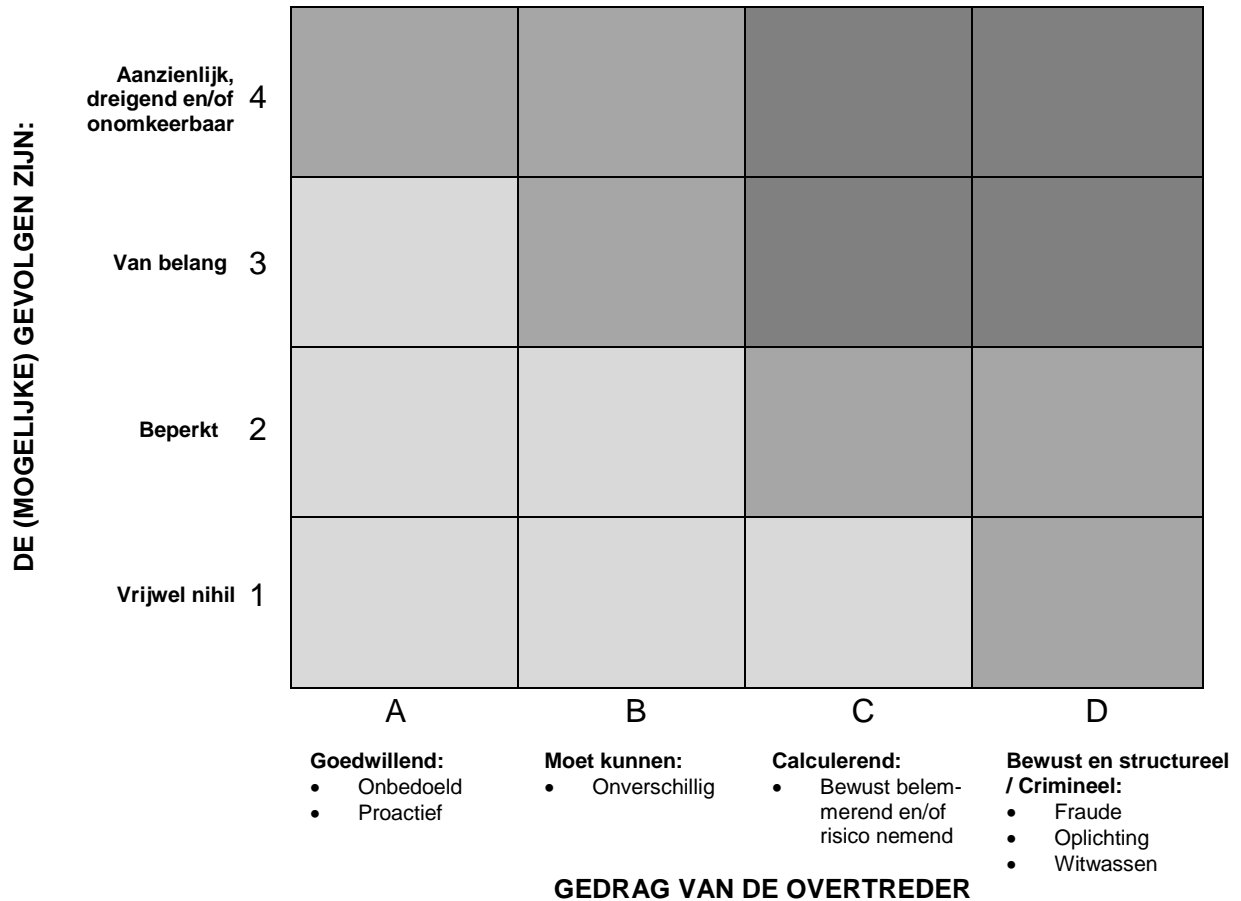 DE (MOGELIJKE) GEVOLGEN ZIJN:
Aanzienlijk,
dreigend en/of
onomkeerbaar
4
Van belang 3
Beperkt 2
Vrijwel nihil 1
A B C D
Goedwillend:
• Onbedoeld
• Proactief
Moet kunnen:
• Onverschillig
Calculerend:
• Bewust belem-
merend en/of
risico nemend
Bewust en structureel
/ Crimineel:
• Fraude
• Oplichting
• Witwassen
GEDRAG VAN DE OVERTREDER